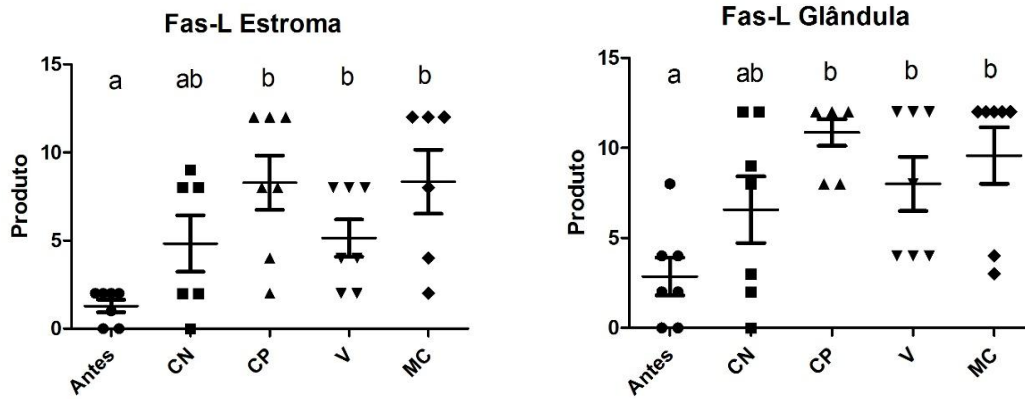 Fas-L Estroma
Produto
15
10
5
0
a
ab
b
b
b
Antes
CN
CP
V
MC
Fas-L Glândula
Produto
15
10
5
0
a
ab
b
b
b
Antes
CN
CP
V
MC